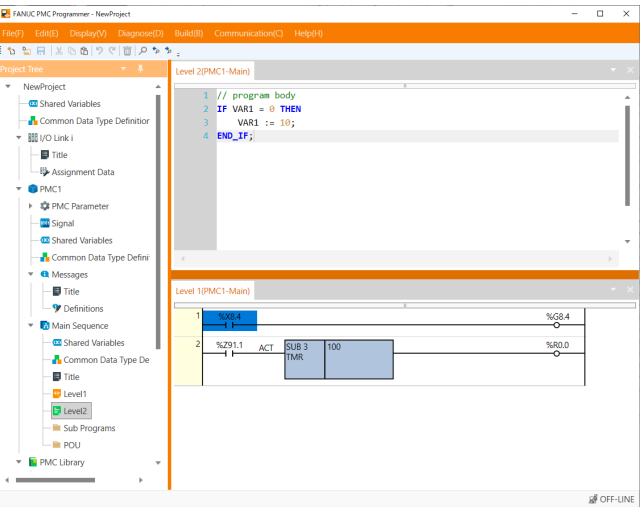 FANUC PMC Programmer - NewProject
File(F) Edit(E) Display(V) Diagnose(D) Build(B) Communication(C) Help(H)
Project Tree
NewProject
Shared Variables
Common Data Type Definition
I/O Link i
Title
Assignment Data
PMC1
PMC Parameter
Signal
Shared Variables
Common Data Type Defini
Messages
Title
Definitions
Main Sequence
Shared Variables
Common Data Type De
Title
Level1
Level2
Sub Programs
POU
PMC Library
Level 2(PMC1-Main)
1 // program body
2 IF VAR1 = 0 THEN
3 VAR1 := 10;
4 END_IF;
Level 1(PMC1-Main)
1 %X8.4 %G8.4
2 %Z91.1 ACT SUB 3 100 %R0.0
TMR
OFF-LINE